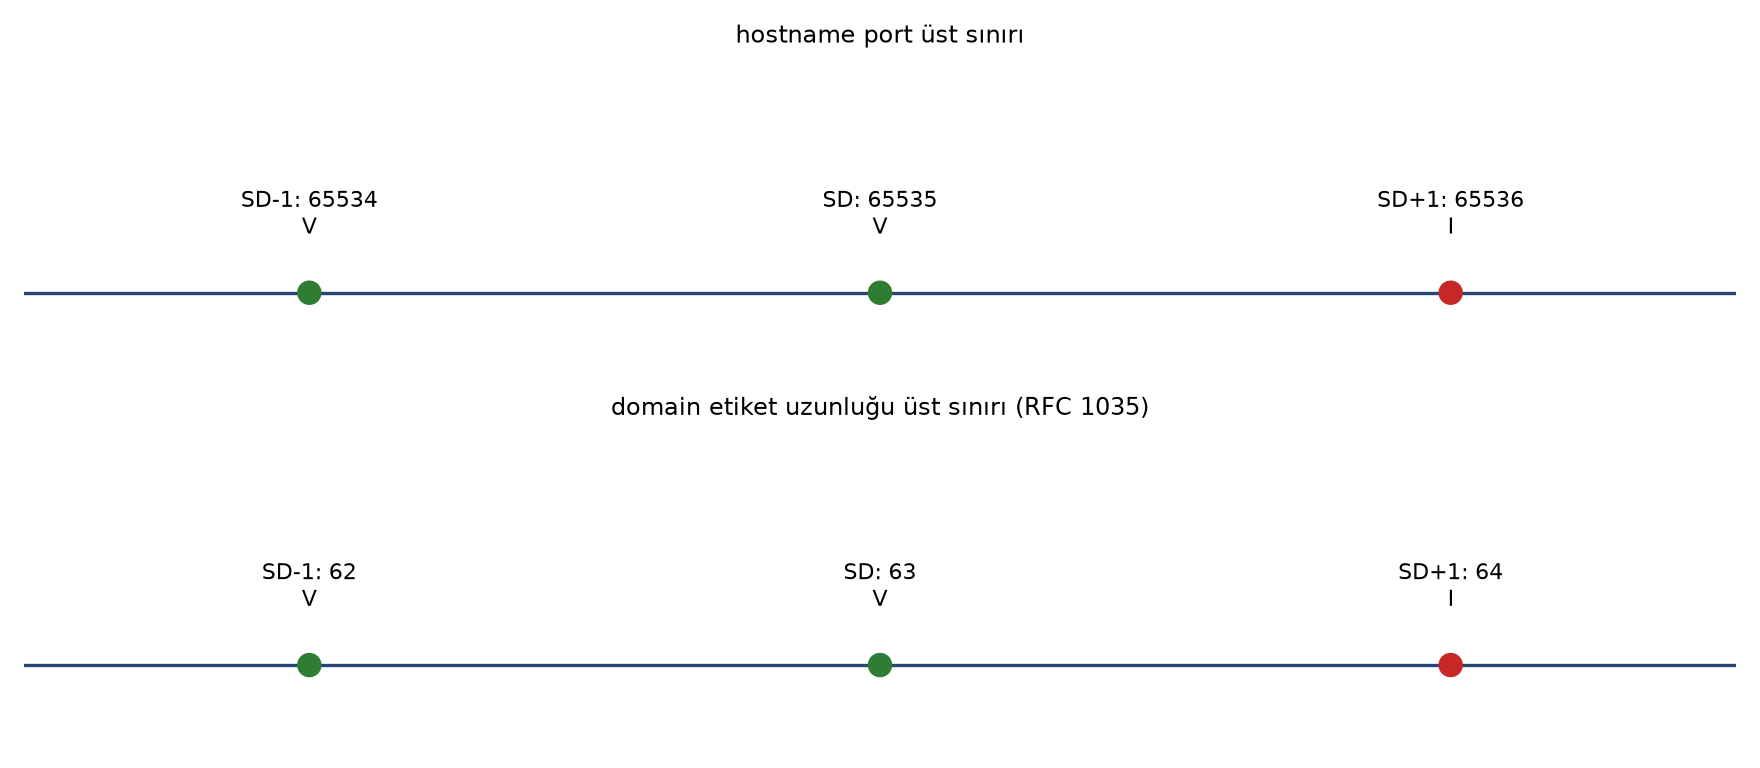 hostname port üst sınırı
SD-1: 65534
V
SD: 65535
V
SD+1: 65536
I
domain etiket uzunluğu üst sınırı (RFC 1035)
SD-1: 62
V
SD: 63
V
SD+1: 64
I